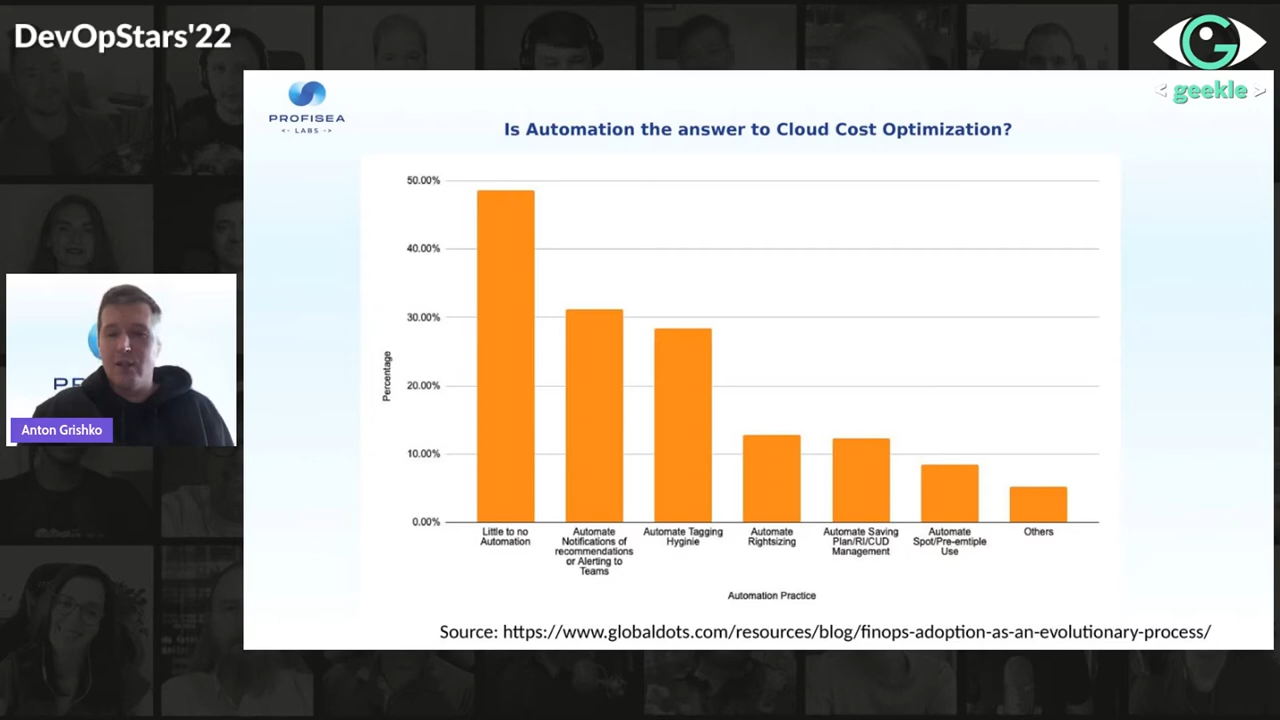 DevOpStars'22
< geekle >
PROFISEA
<· LABS ·>
Is Automation the answer to Cloud Cost Optimization?
50.00%
40.00%
30.00%
20.00%
10.00%
0.00%
Percentage
Little to no
Automation
Automate
Notifications of
recommendations
or Alerting to
Teams
Automate Tagging
Hyginie
Automate
Rightsizing
Automate Saving
Plan/RI/CUD
Management
Automate
Spot/Pre-emtiple
Use
Others
Automation Practice
Source: https://www.globaldots.com/resources/blog/finops-adoption-as-an-evolutionary-process/
PR
Anton Grishko